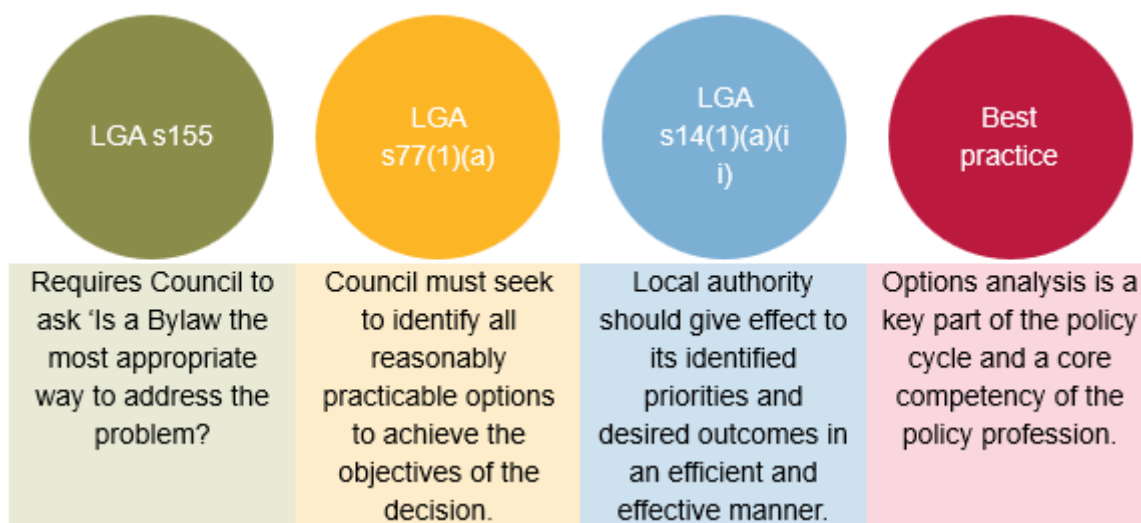 LGA s155
Requires Council to
ask ‘Is a Bylaw the
most appropriate
way to address the
problem?
LGA
s77(1)(a)
Council must seek
to identify all
reasonably
practicable options
to achieve the
objectives of the
decision.
LGA
s14(1)(a)(i
i)
Local authority
should give effect to
its identified
priorities and
desired outcomes in
an efficient and
effective manner.
Best
practice
Options analysis is a
key part of the policy
cycle and a core
competency of the
policy profession.